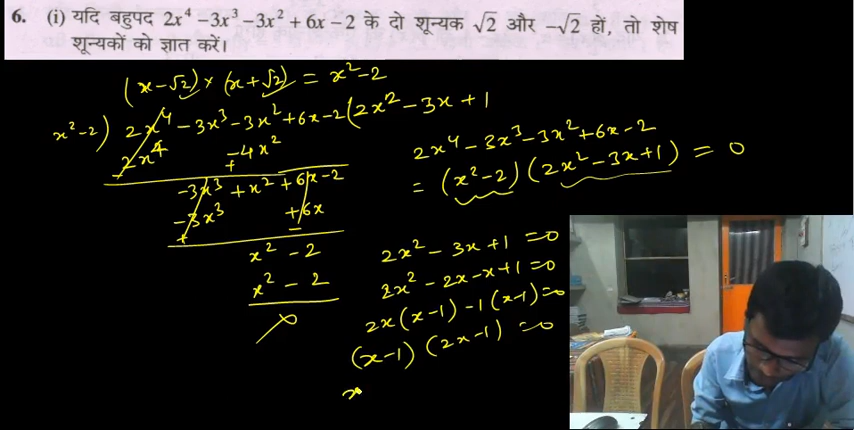 6. (i) यदि बहुपद 2x⁴ −3x³ −3x² + 6x − 2 के दो शून्यक √2 और −√2 हों, तो शेष
शून्यकों को ज्ञात करें।
(x−√2) × (x+√2) = x²−2
x²−2) 2x⁴ −3x³−3x²+6x−2 (2x² − 3x + 1
2x⁴ −4x²
+
−3x³ + x² + 6x − 2
−3x³ +6x
+ −
x² − 2
x² − 2
×
2x⁴ − 3x³ − 3x² + 6x − 2
= (x²−2) (2x² − 3x + 1) = 0
2x² − 3x + 1 = 0
2x² − 2x − x + 1 = 0
2x(x−1) −1(x−1) = 0
(x−1) (2x−1) = 0
x